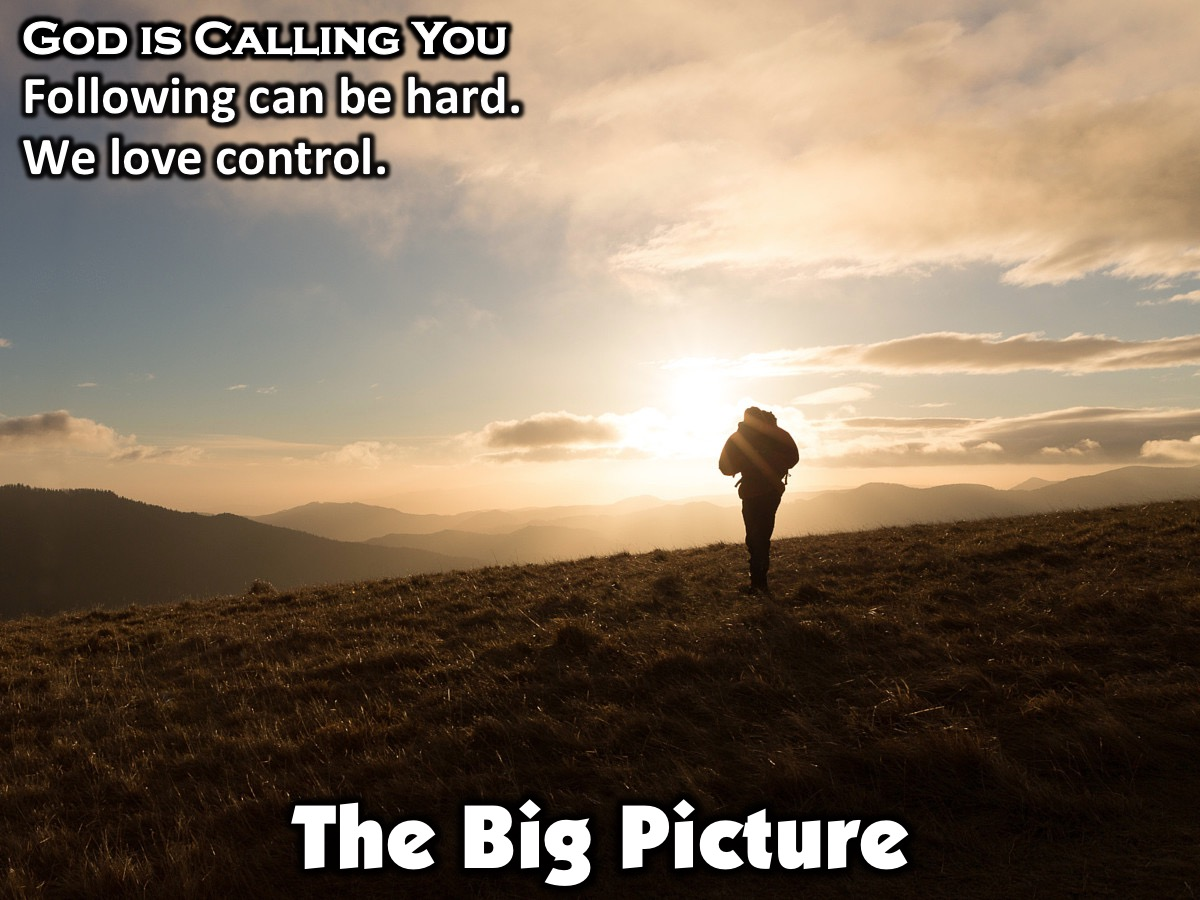 God is Calling You
Following can be hard.
We love control.
The Big Picture